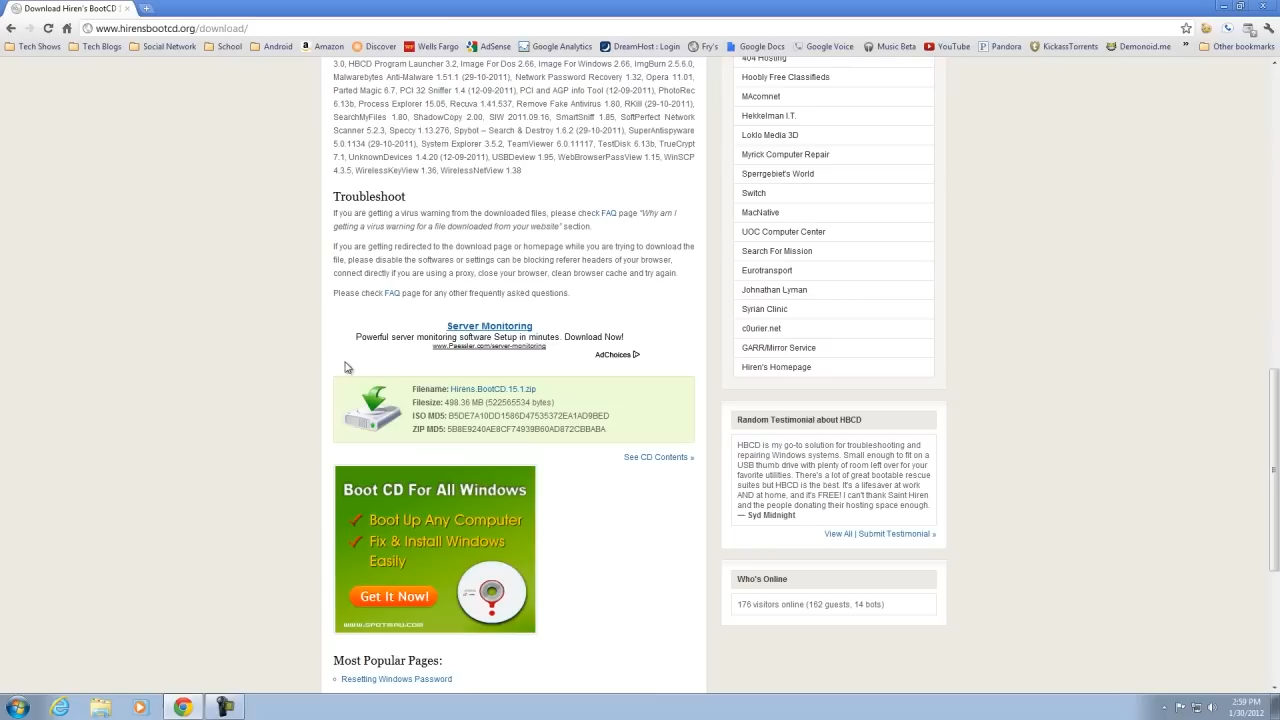 Download Hiren's BootCD 1
www.hirensbootcd.org/download/
Tech Shows Tech Blogs Social Network School Android Amazon Discover Wells Fargo AdSense Google Analytics DreamHost : Login Fry's Google Docs Google Voice Music Beta YouTube Pandora KickassTorrents Demonoid.me » Other bookmarks
3.0, HBCD Program Launcher 3.2, Image For Dos 2.66, Image For Windows 2.66, ImgBurn 2.5.6.0,
Malwarebytes Anti-Malware 1.51.1 (29-10-2011), Network Password Recovery 1.32, Opera 11.01,
Parted Magic 6.7, PCI 32 Sniffer 1.4 (12-09-2011), PCI and AGP info Tool (12-09-2011), PhotoRec
6.13b, Process Explorer 15.05, Recuva 1.41.537, Remove Fake Antivirus 1.80, RKill (29-10-2011),
SearchMyFiles 1.80, ShadowCopy 2.00, SIW 2011.09.16, SmartSniff 1.85, SoftPerfect Network
Scanner 5.2.3, Speccy 1.13.276, Spybot – Search & Destroy 1.6.2 (29-10-2011), SuperAntispyware
5.0.1134 (29-10-2011), System Explorer 3.5.2, TeamViewer 6.0.11117, TestDisk 6.13b, TrueCrypt
7.1, UnknownDevices 1.4.20 (12-09-2011), USBDeview 1.95, WebBrowserPassView 1.15, WinSCP
4.3.5, WirelessKeyView 1.36, WirelessNetView 1.38
Troubleshoot
If you are getting a virus warning from the downloaded files, please check FAQ page "Why am I
getting a virus warning for a file downloaded from your website" section.
If you are getting redirected to the download page or homepage while you are trying to download the
file, please disable the softwares or settings can be blocking referer headers of your browser,
connect directly if you are using a proxy, close your browser, clean browser cache and try again.
Please check FAQ page for any other frequently asked questions.
Server Monitoring
Powerful server monitoring software Setup in minutes. Download Now!
www.Paessler.com/server-monitoring
AdChoices
Filename: Hirens.BootCD.15.1.zip
Filesize: 498.36 MB (522565534 bytes)
ISO MD5: B5DE7A10DD1586D47535372EA1AD9BED
ZIP MD5: 5B8E9240AE8CF74938B60AD872CBBABA
See CD Contents »
Boot CD For All Windows
Boot Up Any Computer
Fix & Install Windows
Easily
Get It Now!
WWW.SPOTMAU.COM
Most Popular Pages:
Resetting Windows Password
404 Hosting
Hoobly Free Classifieds
MAcomnet
Hekkelman I.T.
Loklo Media 3D
Myrick Computer Repair
Sperrgebiet's World
Switch
MacNative
UOC Computer Center
Search For Mission
Eurotransport
Johnathan Lyman
Syrian Clinic
c0urier.net
GARR/Mirror Service
Hiren's Homepage
Random Testimonial about HBCD
HBCD is my go-to solution for troubleshooting and
repairing Windows systems. Small enough to fit on a
USB thumb drive with plenty of room left over for your
favorite utilities. There's a lot of great bootable rescue
suites but HBCD is the best. It's a lifesaver at work
AND at home, and it's FREE! I can't thank Saint Hiren
and the people donating their hosting space enough.
— Syd Midnight
View All | Submit Testimonial »
Who's Online
176 visitors online (162 guests, 14 bots)
2:59 PM
1/30/2012